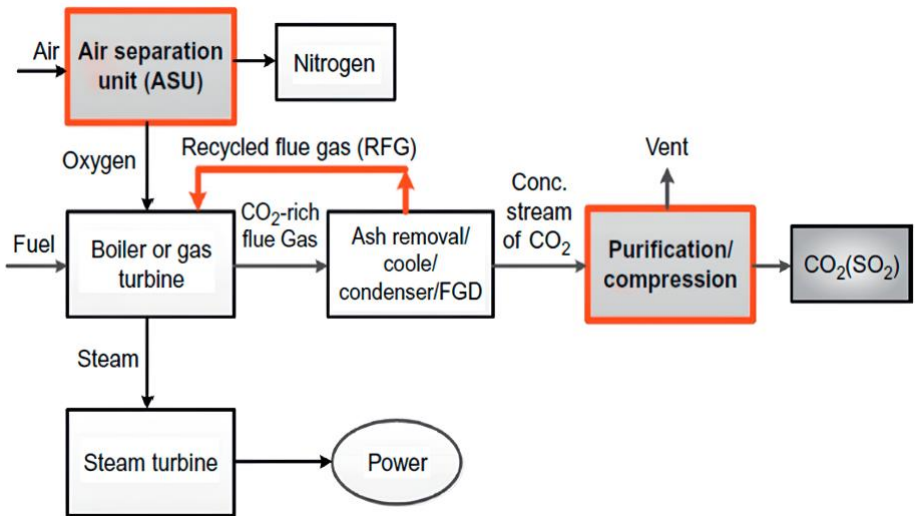 Air
Air separation
unit (ASU)
Nitrogen
Oxygen
Recycled flue gas (RFG)
Vent
Fuel
Boiler or gas
turbine
CO₂-rich
flue Gas
Ash removal/
coole/
condenser/FGD
Conc.
stream
of CO₂
Purification/
compression
CO₂(SO₂)
Steam
Steam turbine
Power